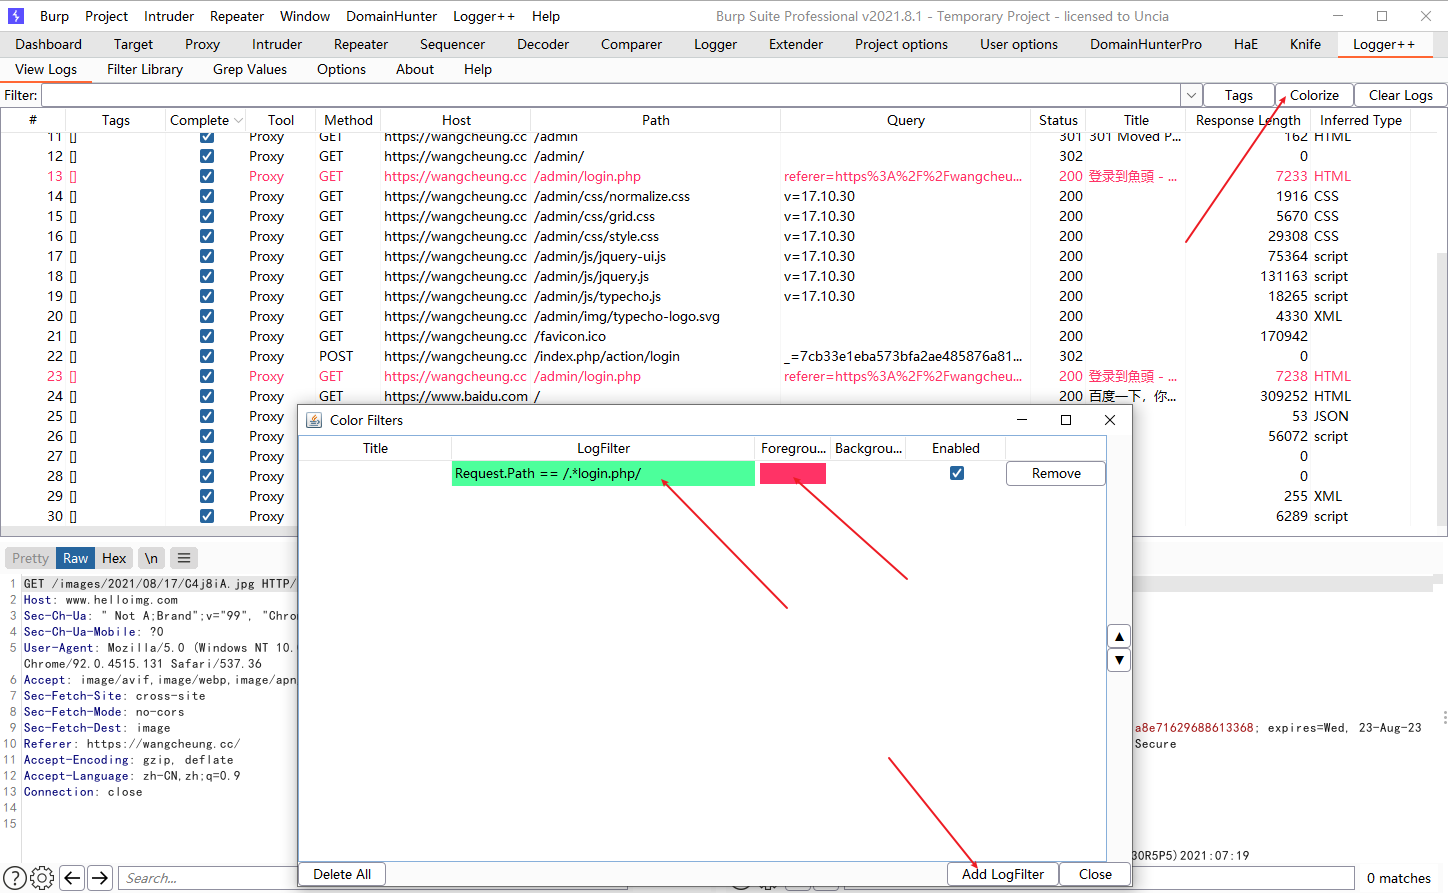 Burp Project Intruder Repeater Window DomainHunter Logger++ Help Burp Suite Professional v2021.8.1 - Temporary Project - licensed to Uncia
Dashboard Target Proxy Intruder Repeater Sequencer Decoder Comparer Logger Extender Project options User options DomainHunterPro HaE Knife Logger++
View Logs Filter Library Grep Values Options About Help
Filter: Tags Colorize Clear Logs
# Tags Complete Tool Method Host Path Query Status Title Response Length Inferred Type
11 [] Proxy GET https://wangcheung.cc /admin 301 301 Moved P... 162 HTML
12 [] Proxy GET https://wangcheung.cc /admin/ 302 0
13 [] Proxy GET https://wangcheung.cc /admin/login.php referer=https%3A%2F%2Fwangcheu... 200 登录到魚頭 - ... 7233 HTML
14 [] Proxy GET https://wangcheung.cc /admin/css/normalize.css v=17.10.30 200 1916 CSS
15 [] Proxy GET https://wangcheung.cc /admin/css/grid.css v=17.10.30 200 5670 CSS
16 [] Proxy GET https://wangcheung.cc /admin/css/style.css v=17.10.30 200 29308 CSS
17 [] Proxy GET https://wangcheung.cc /admin/js/jquery-ui.js v=17.10.30 200 75364 script
18 [] Proxy GET https://wangcheung.cc /admin/js/jquery.js v=17.10.30 200 131163 script
19 [] Proxy GET https://wangcheung.cc /admin/js/typecho.js v=17.10.30 200 18265 script
20 [] Proxy GET https://wangcheung.cc /admin/img/typecho-logo.svg 200 4330 XML
21 [] Proxy GET https://wangcheung.cc /favicon.ico 200 170942
22 [] Proxy POST https://wangcheung.cc /index.php/action/login _=7cb33e1eba573bfa2ae485876a81... 302 0
23 [] Proxy GET https://wangcheung.cc /admin/login.php referer=https%3A%2F%2Fwangcheu... 200 登录到魚頭 - ... 7238 HTML
24 [] Proxy GET https://www.baidu.com / 200 百度一下，你... 309252 HTML
25 [] Proxy 53 JSON
26 [] Proxy 56072 script
27 [] Proxy 0
28 [] Proxy 0
29 [] Proxy 255 XML
30 [] Proxy 6289 script
Color Filters
Title LogFilter Foregrou... Backgrou... Enabled
Request.Path == /.*login.php/ Remove
Pretty Raw Hex \n
1 GET /images/2021/08/17/C4j8iA.jpg HTTP/
2 Host: www.helloimg.com
3 Sec-Ch-Ua: " Not A;Brand";v="99", "Chro
4 Sec-Ch-Ua-Mobile: ?0
5 User-Agent: Mozilla/5.0 (Windows NT 10.
Chrome/92.0.4515.131 Safari/537.36
6 Accept: image/avif,image/webp,image/apn
7 Sec-Fetch-Site: cross-site
8 Sec-Fetch-Mode: no-cors
9 Sec-Fetch-Dest: image
10 Referer: https://wangcheung.cc/
11 Accept-Encoding: gzip, deflate
12 Accept-Language: zh-CN,zh;q=0.9
13 Connection: close
14
15
a8e71629688613368; expires=Wed, 23-Aug-23
Secure
30R5P5)2021:07:19
Delete All Add LogFilter Close
Search... 0 matches